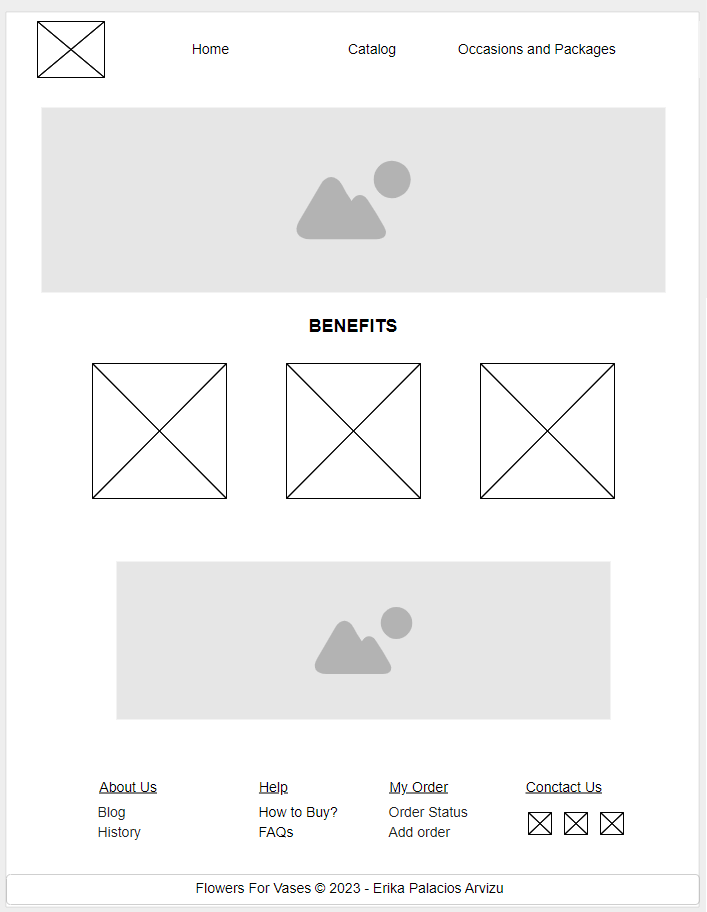 Home Catalog Occasions and Packages
BENEFITS
About Us Help My Order Conctact Us
Blog How to Buy? Order Status
History FAQs Add order
Flowers For Vases © 2023 - Erika Palacios Arvizu